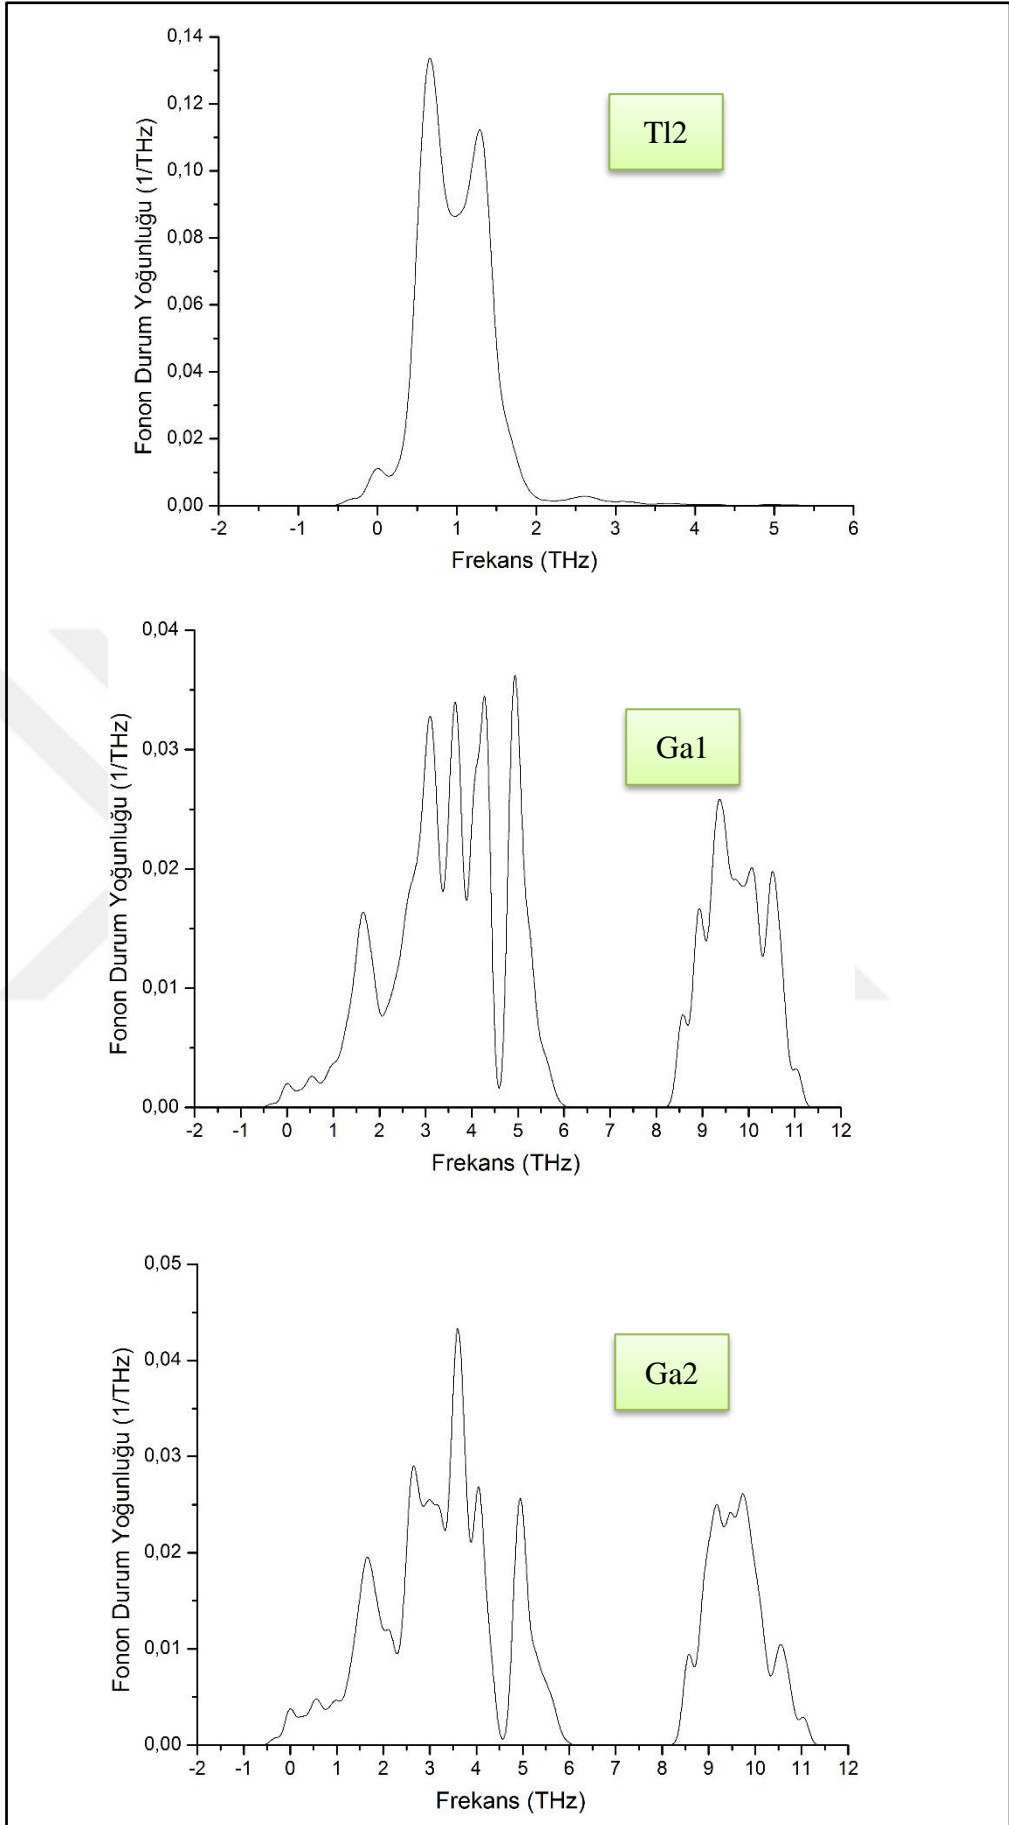 0,14
0,12
0,10
0,08
0,06
0,04
0,02
0,00
Fonon Durum Yoğunluğu (1/THz)
Tl2
-2 -1 0 1 2 3 4 5 6
Frekans (THz)
0,04
0,03
0,02
0,01
0,00
Fonon Durum Yoğunluğu (1/THz)
Ga1
-2 -1 0 1 2 3 4 5 6 7 8 9 10 11 12
Frekans (THz)
0,05
0,04
0,03
0,02
0,01
0,00
Fonon Durum Yoğunluğu (1/THz)
Ga2
-2 -1 0 1 2 3 4 5 6 7 8 9 10 11 12
Frekans (THz)